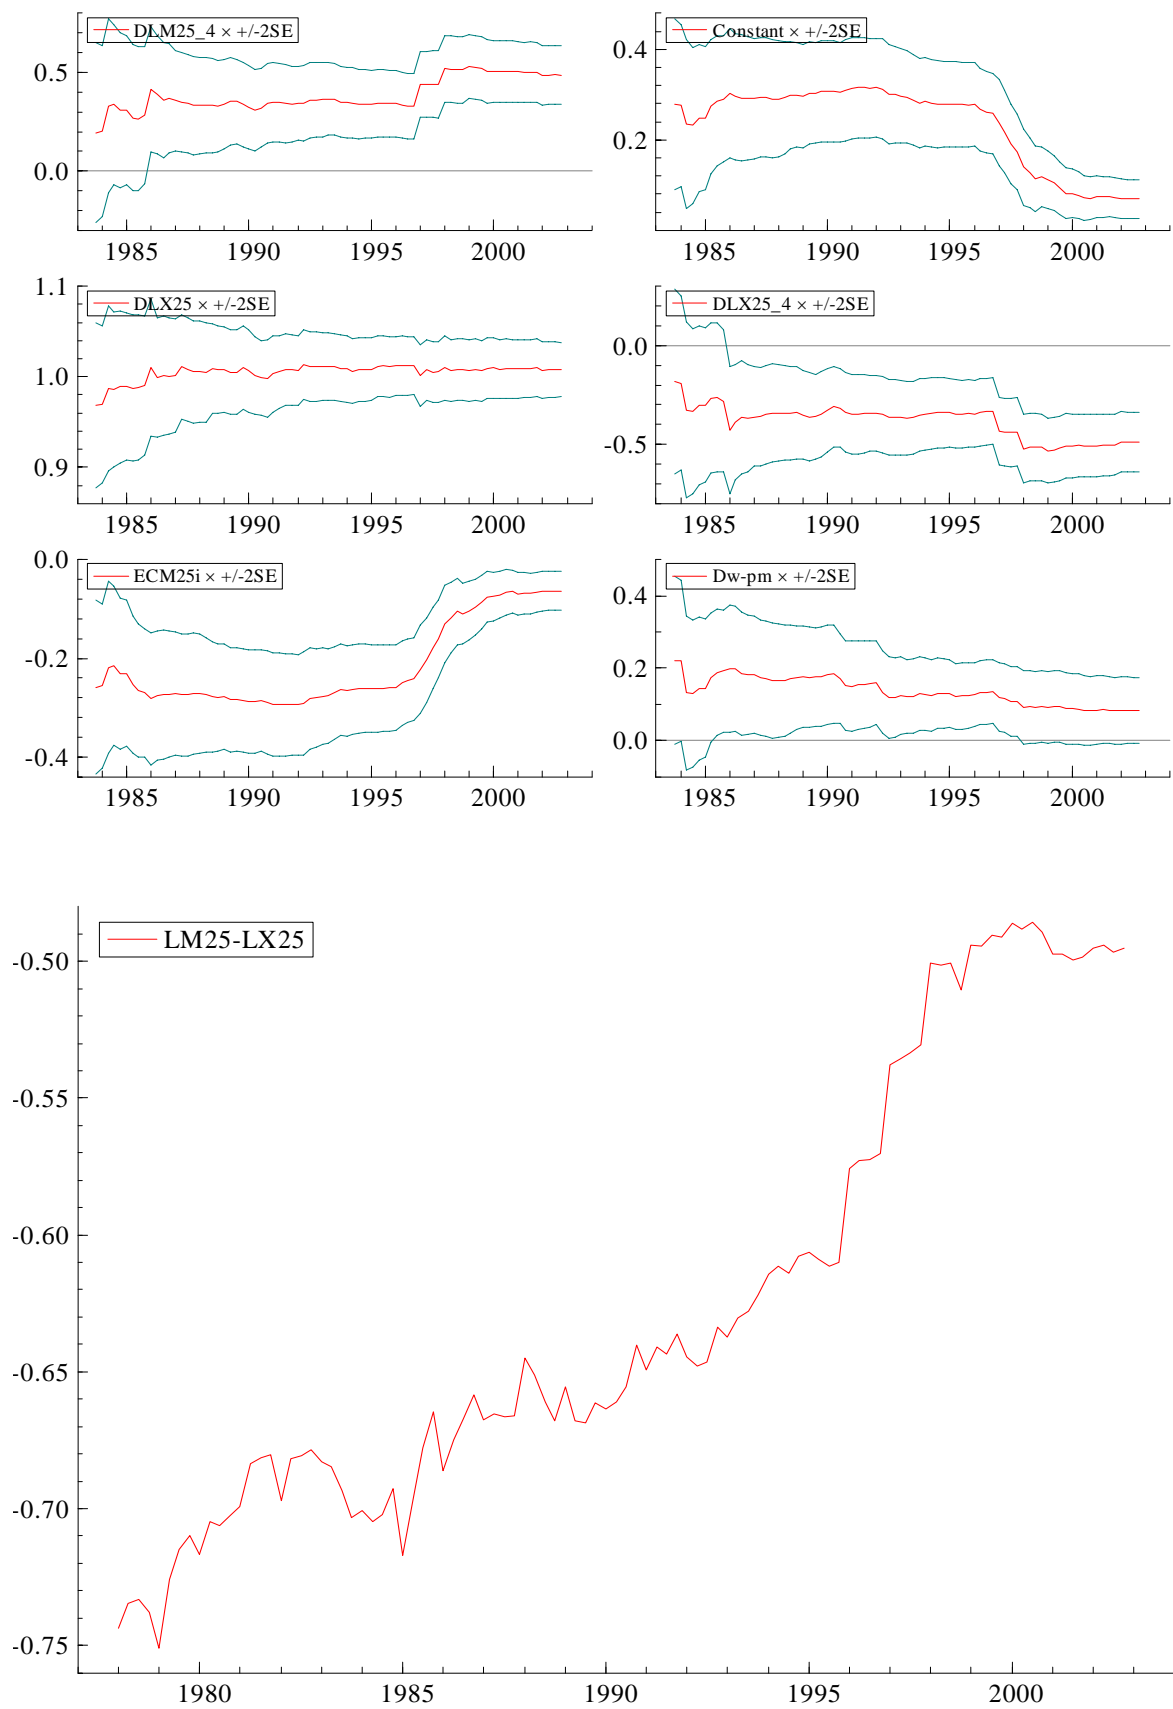 DLM25_4 × +/-2SE
0.5
0.0
1985 1990 1995 2000
Constant × +/-2SE
0.4
0.2
1985 1990 1995 2000
DLX25 × +/-2SE
1.1
1.0
0.9
1985 1990 1995 2000
DLX25_4 × +/-2SE
0.0
-0.5
1985 1990 1995 2000
ECM25i × +/-2SE
0.0
-0.2
-0.4
1985 1990 1995 2000
Dw-pm × +/-2SE
0.4
0.2
0.0
1985 1990 1995 2000
LM25-LX25
-0.50
-0.55
-0.60
-0.65
-0.70
-0.75
1980 1985 1990 1995 2000